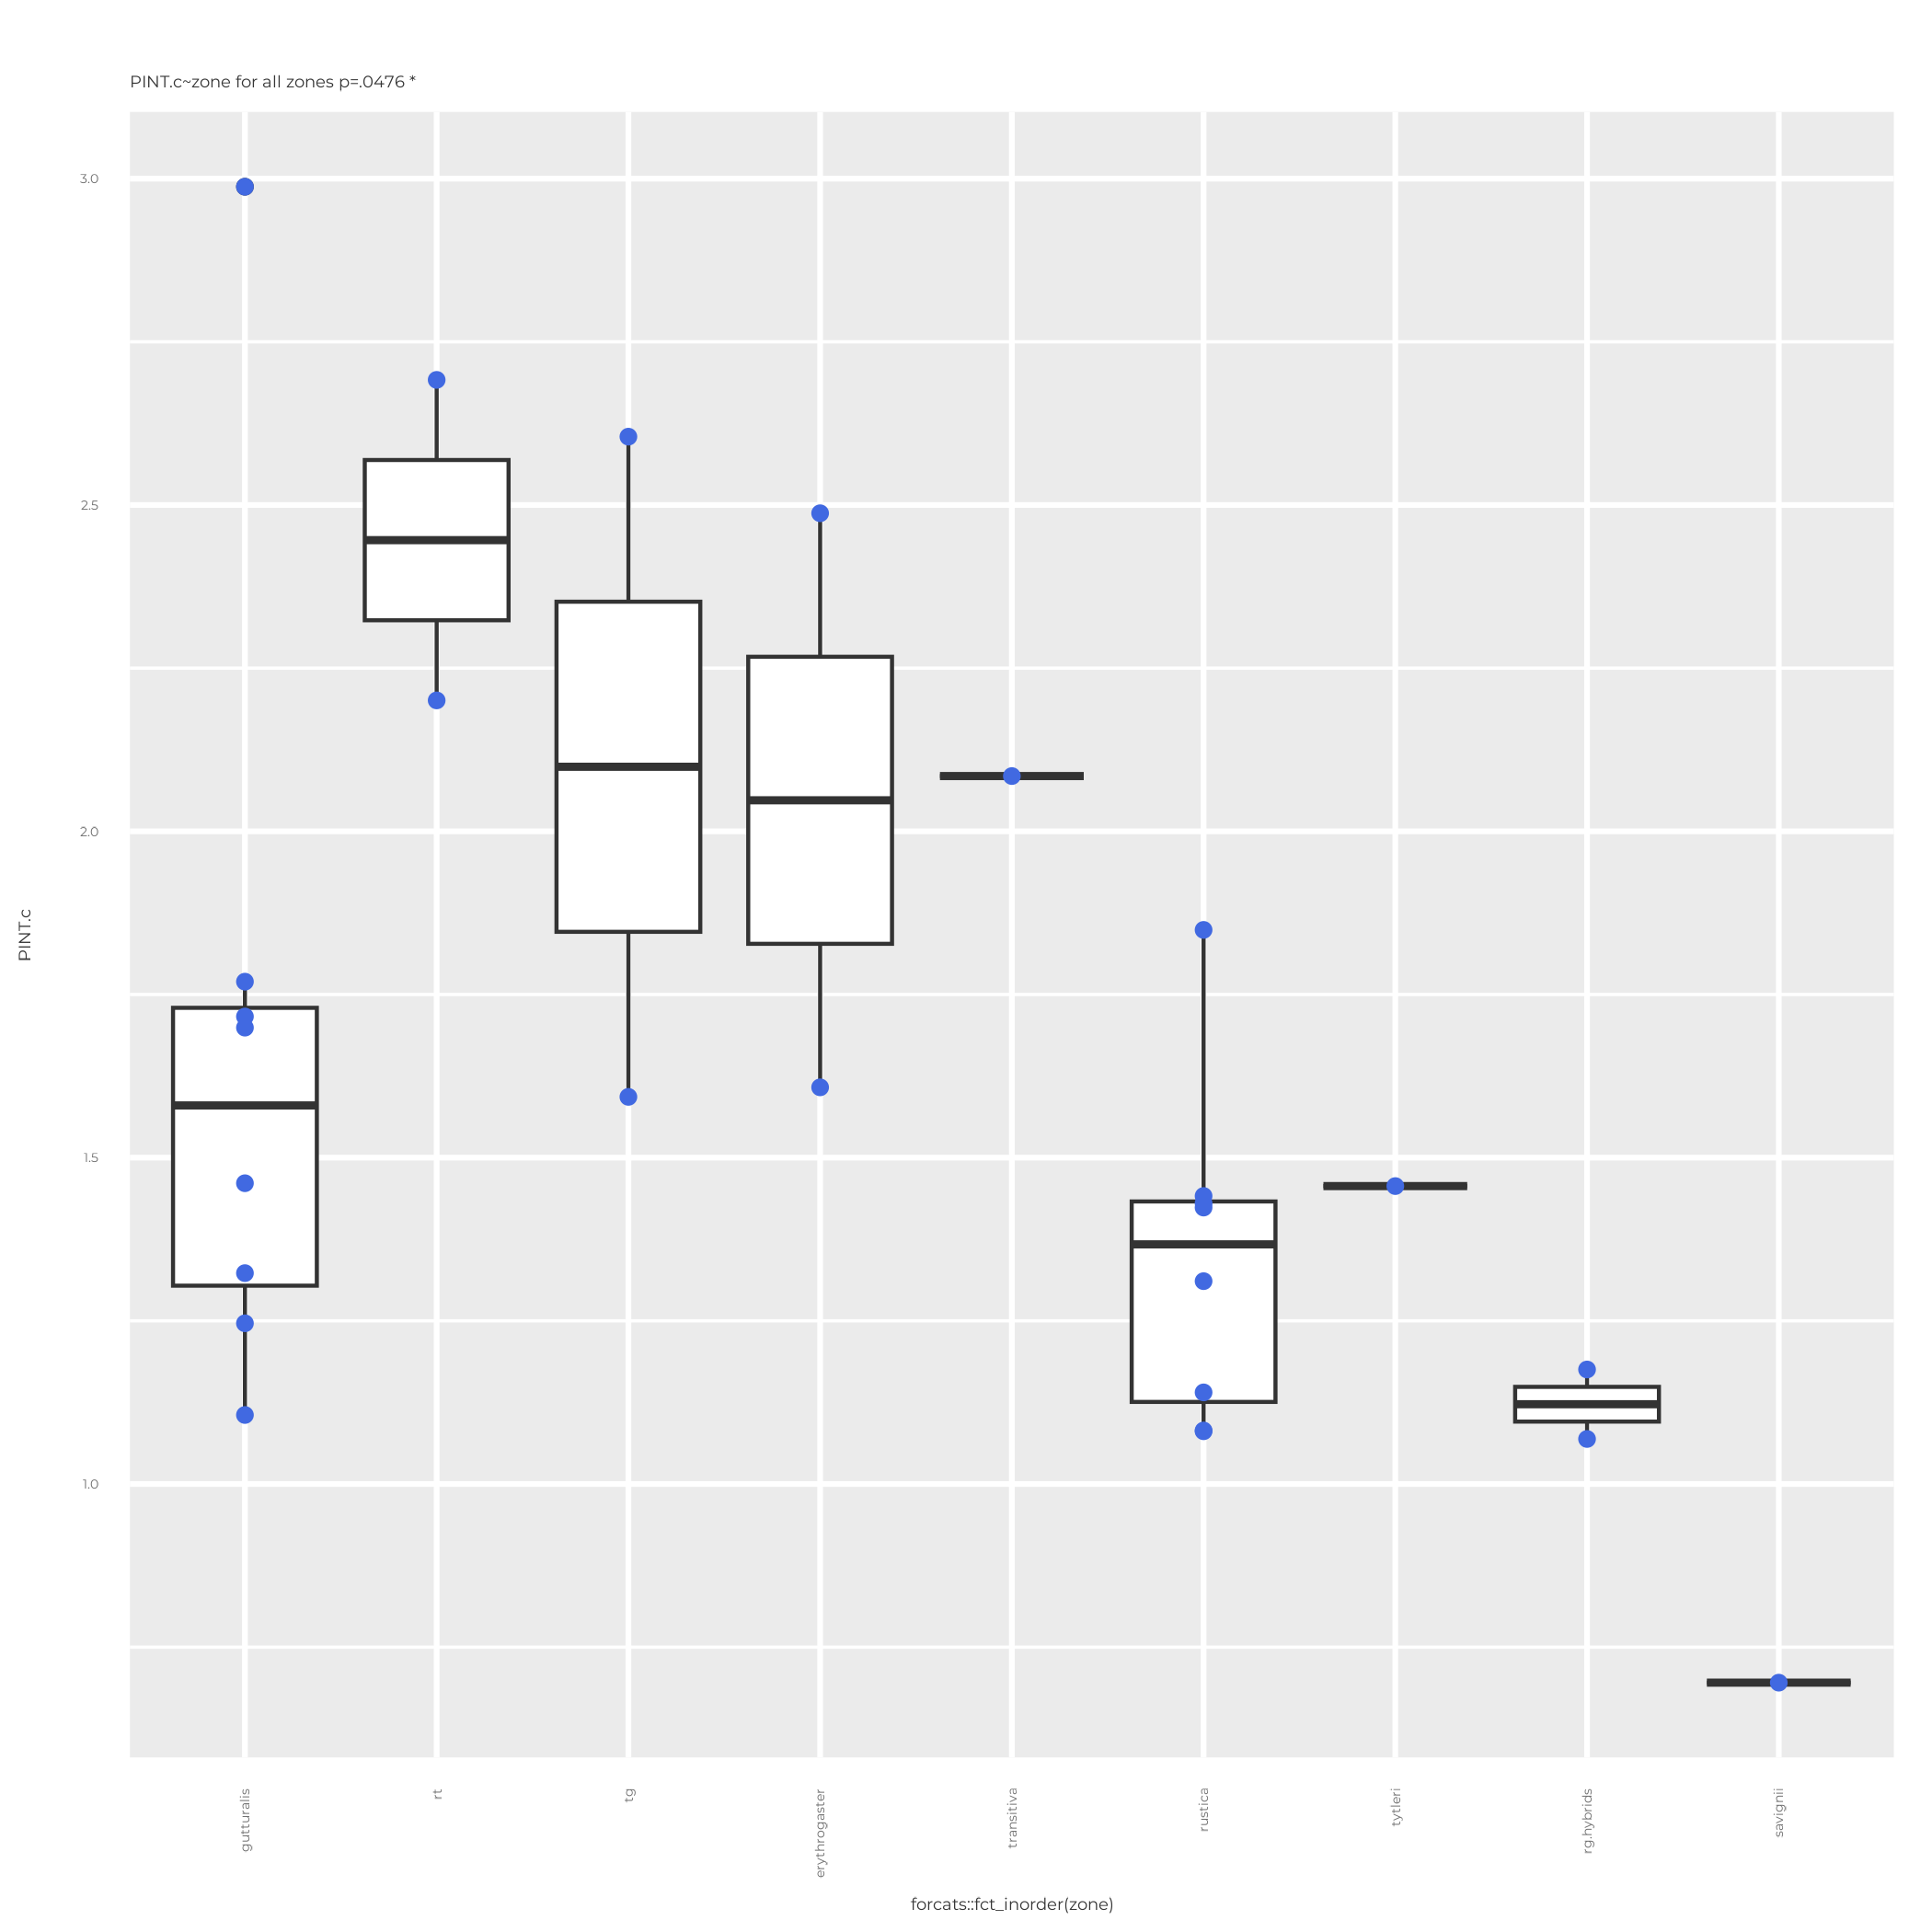 PINT.c~zone for all zones p=.0476 *
3.0
2.5
2.0
1.5
1.0
PINT.c
gutturalis
rt
tg
erythrogaster
transitiva
rustica
tytleri
rg.hybrids
savignii
forcats::fct_inorder(zone)